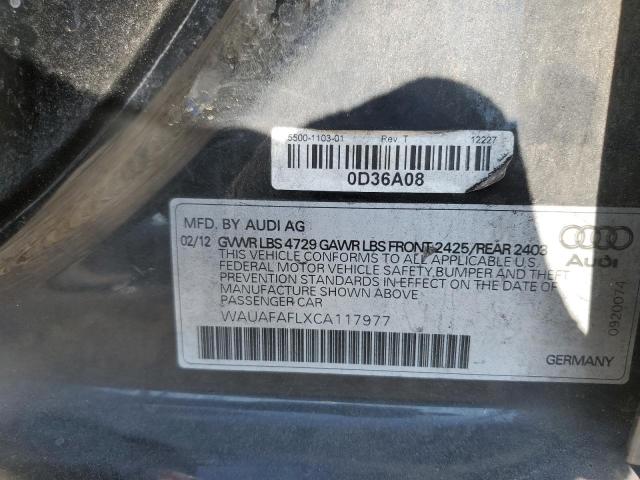 5500-1103-01 Rev. T 12227
0D36A08
MFD. BY AUDI AG
02/12 GVWR LBS 4729 GAWR LBS FRONT 2425/REAR 2403
THIS VEHICLE CONFORMS TO ALL APPLICABLE U S
FEDERAL MOTOR VEHICLE SAFETY, BUMPER AND THEFT
PREVENTION STANDARDS IN EFFECT ON THE DATE OF
MANUFACTURE SHOWN ABOVE
PASSENGER CAR
WAUAFAFLXCA117977
Audi
0920074
GERMANY